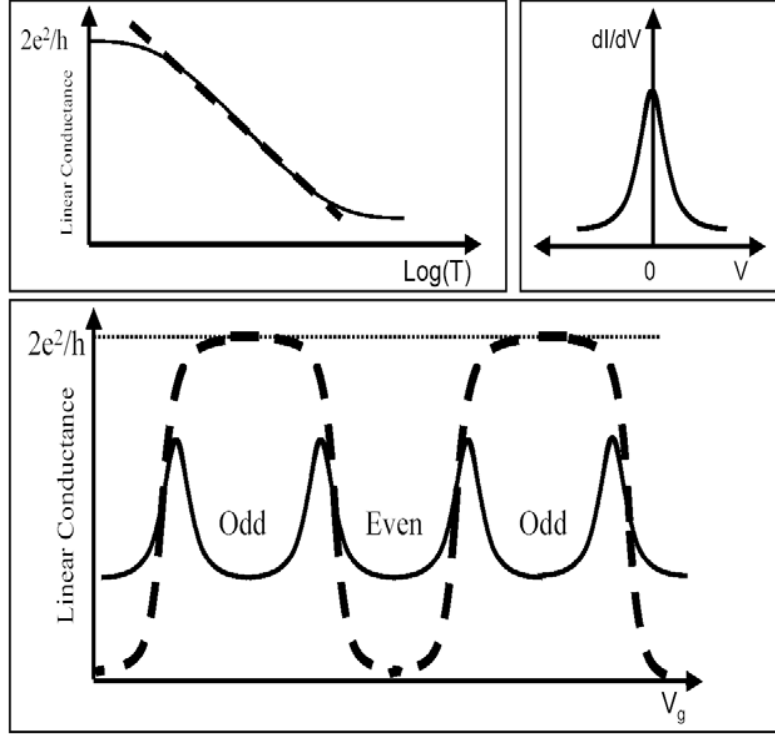 2e²/h
Linear Conductance
Log(T)
dI/dV
0
V
2e²/h
Linear Conductance
Odd
Even
Odd
Vg